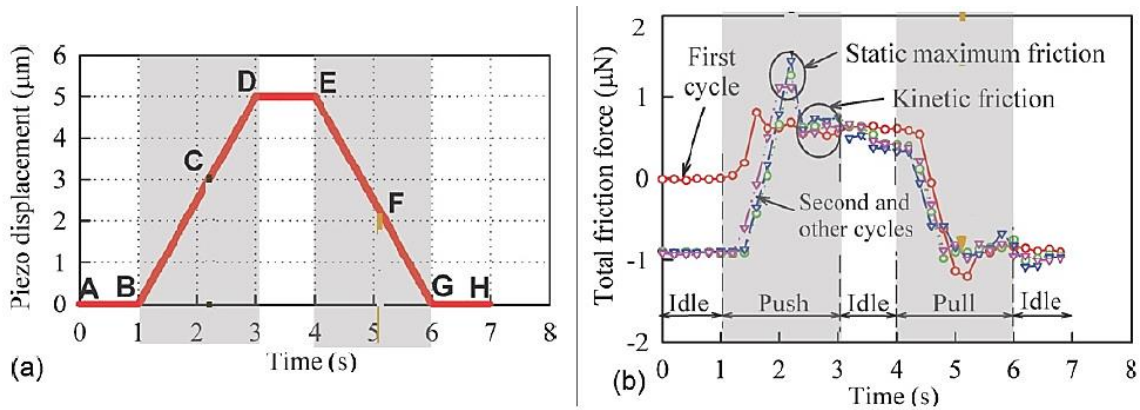 (a)
Piezo displacement (μm)
6
5
4
3
2
1
0
A
B
C
D
E
F
G
H
0 1 2 3 4 5 6 7 8
Time (s)
(b)
Total friction force (μN)
2
1
0
-1
-2
First
cycle
Static maximum friction
Kinetic friction
Second and
other cycles
Idle
Push
Idle
Pull
Idle
0 1 2 3 4 5 6 7 8
Time (s)